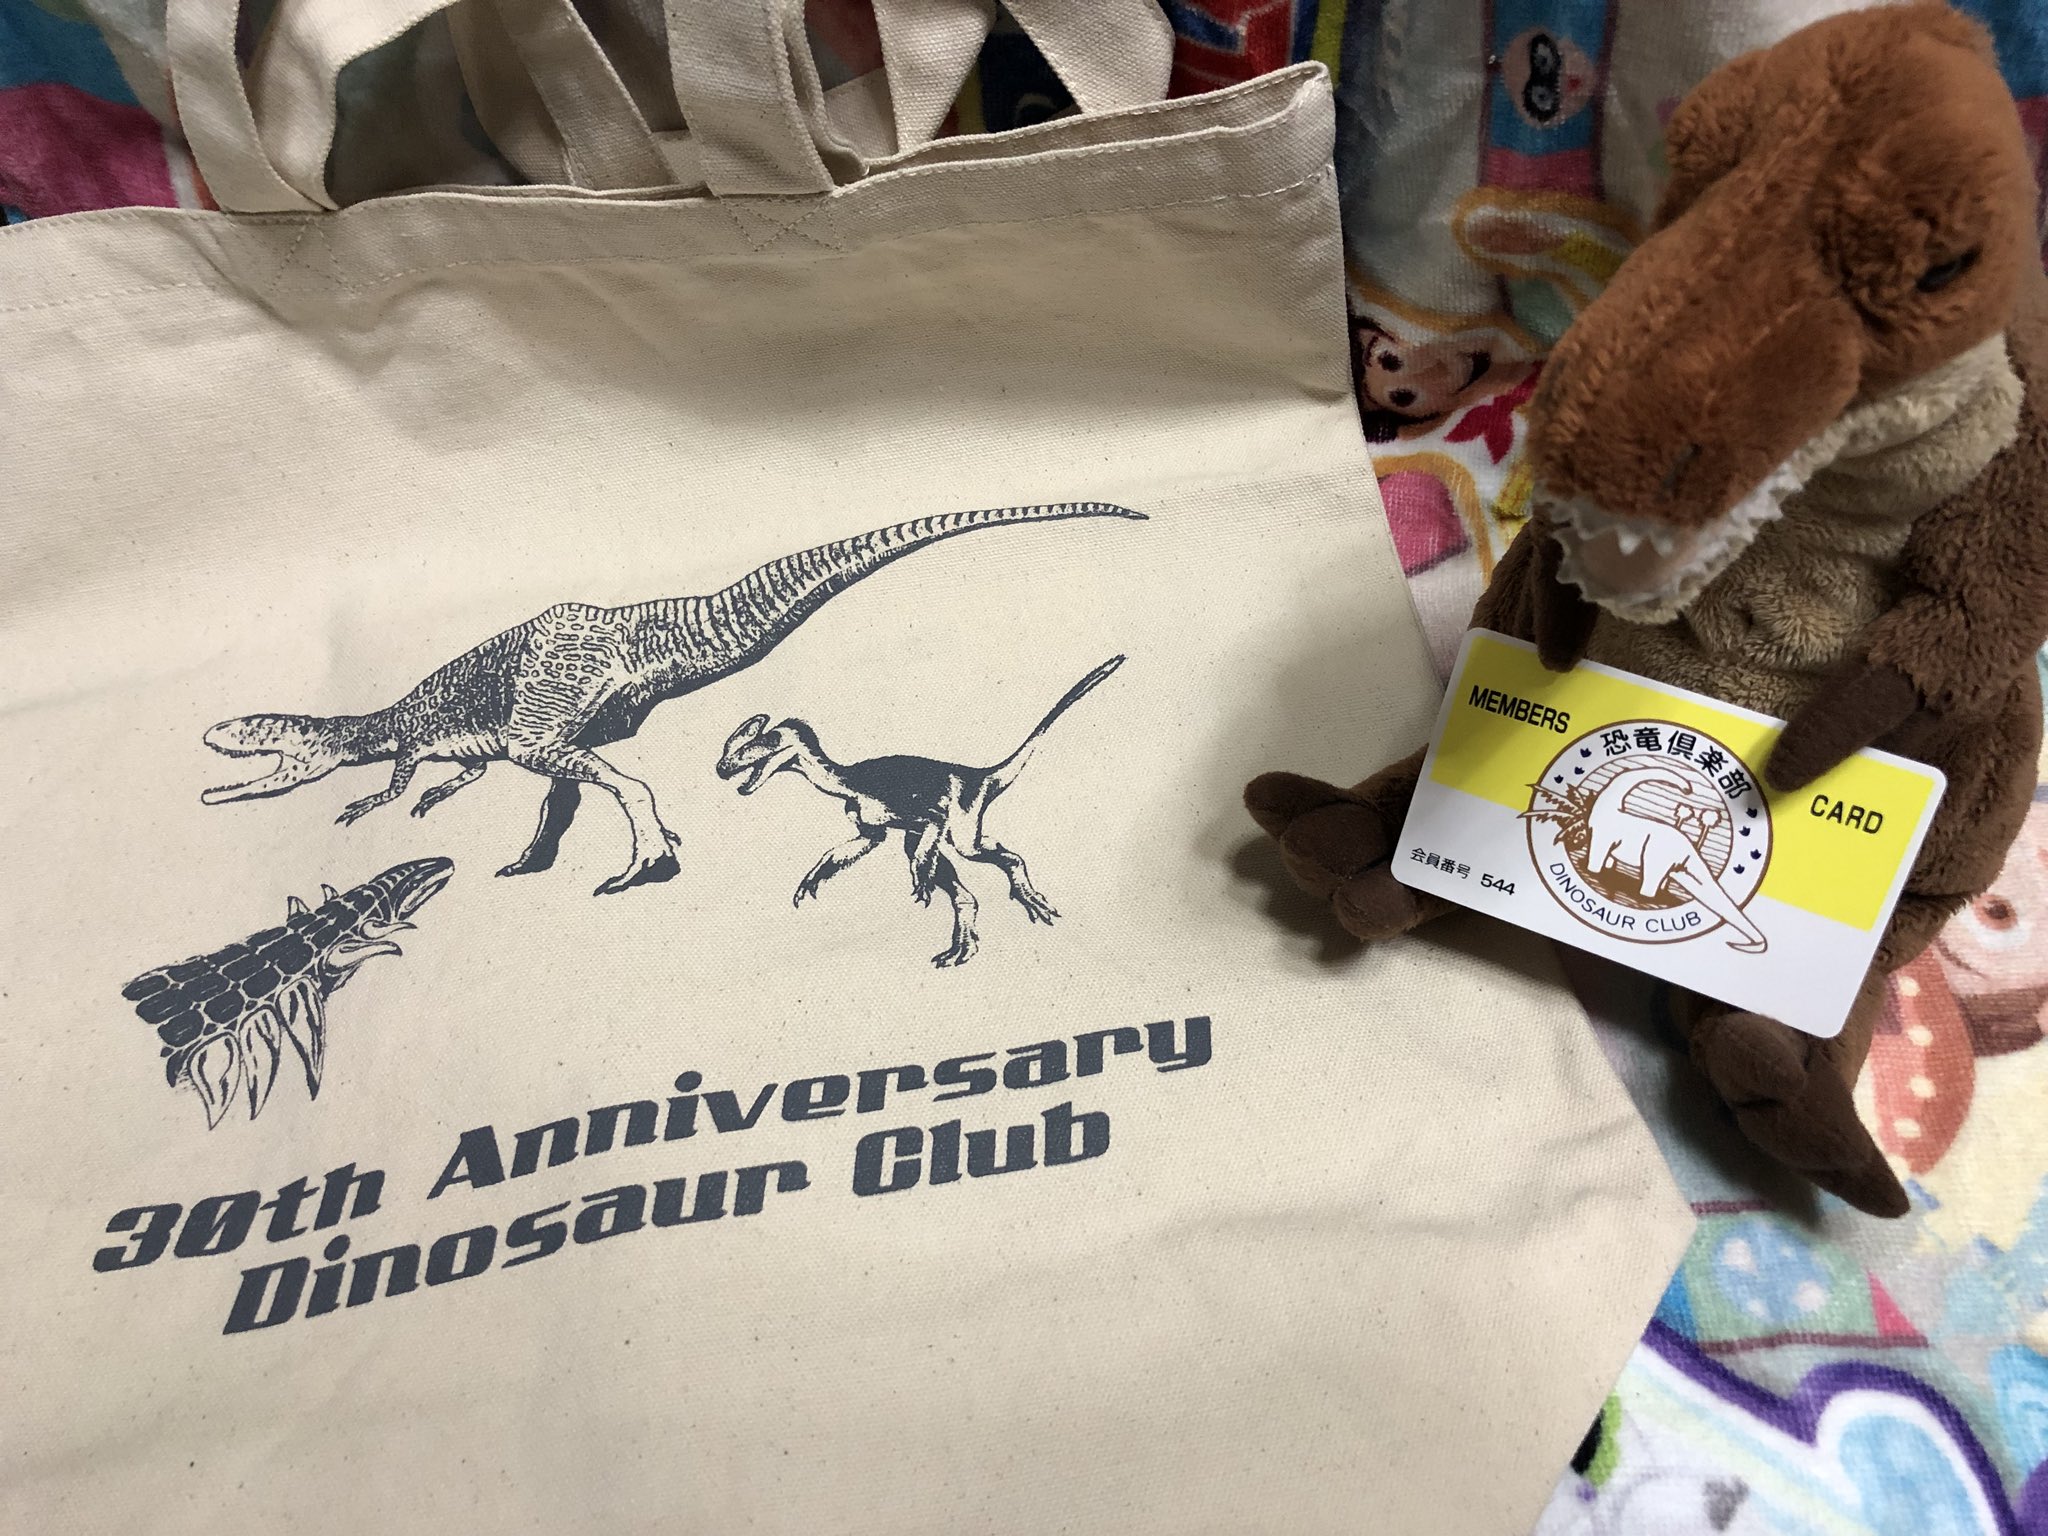 30th Anniversary
Dinosaur Club
MEMBERS
CARD
恐竜倶楽部
DINOSAUR CLUB
会員番号 544